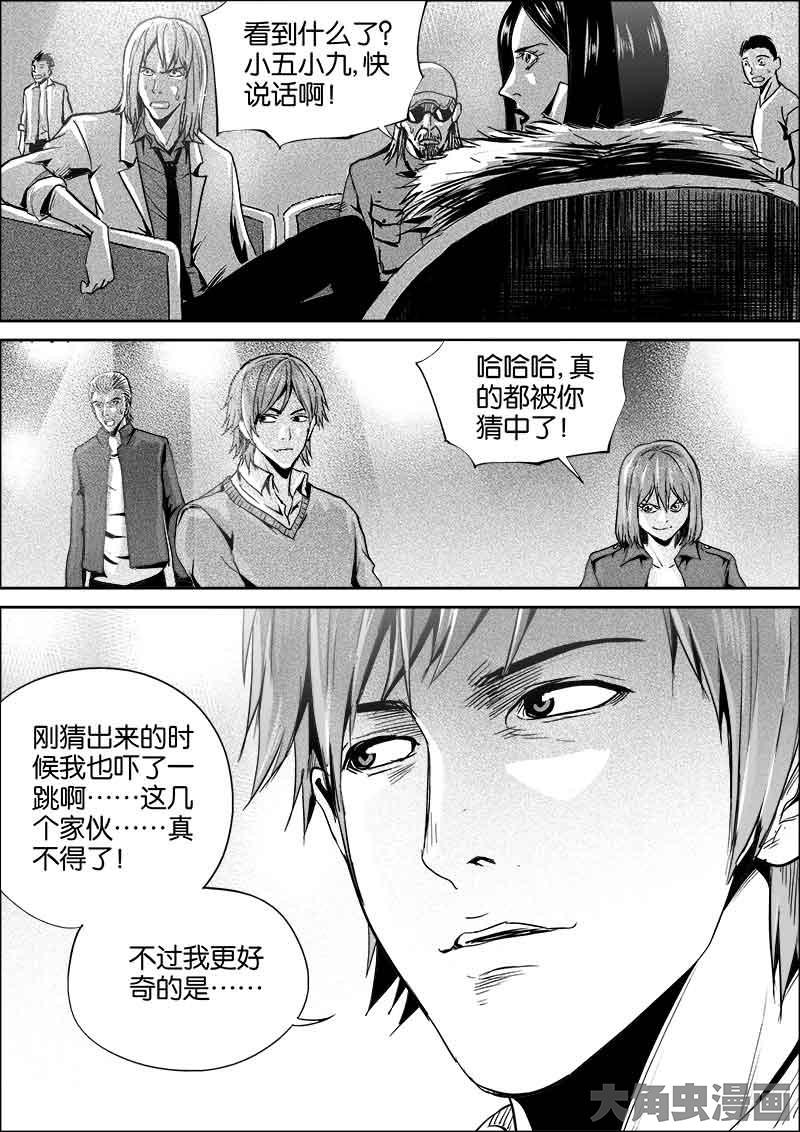 看到什么了?
小五小九,快
说话啊!
哈哈哈,真
的都被你
猜中了!
刚猜出来的时
候我也吓了一
跳啊……这几
个家伙……真
不得了!
不过我更好
奇的是……
大角虫漫画